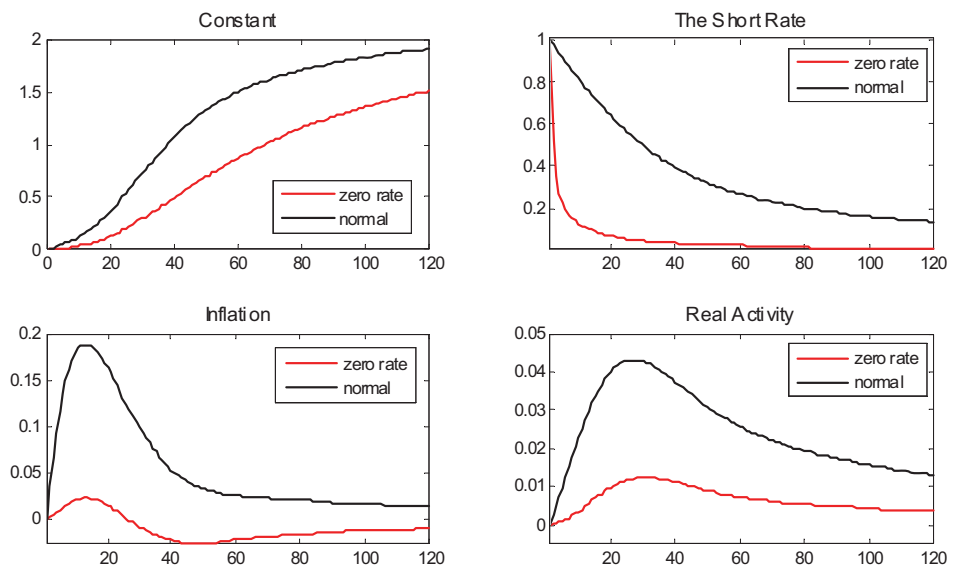 Constant
2
1.5
1
0.5
0
zero rate
normal
0 20 40 60 80 100 120
The Short Rate
1
0.8
0.6
0.4
0.2
zero rate
normal
20 40 60 80 100 120
Inflation
0.2
0.15
0.1
0.05
0
zero rate
normal
20 40 60 80 100 120
Real Activity
0.05
0.04
0.03
0.02
0.01
0
zero rate
normal
20 40 60 80 100 120